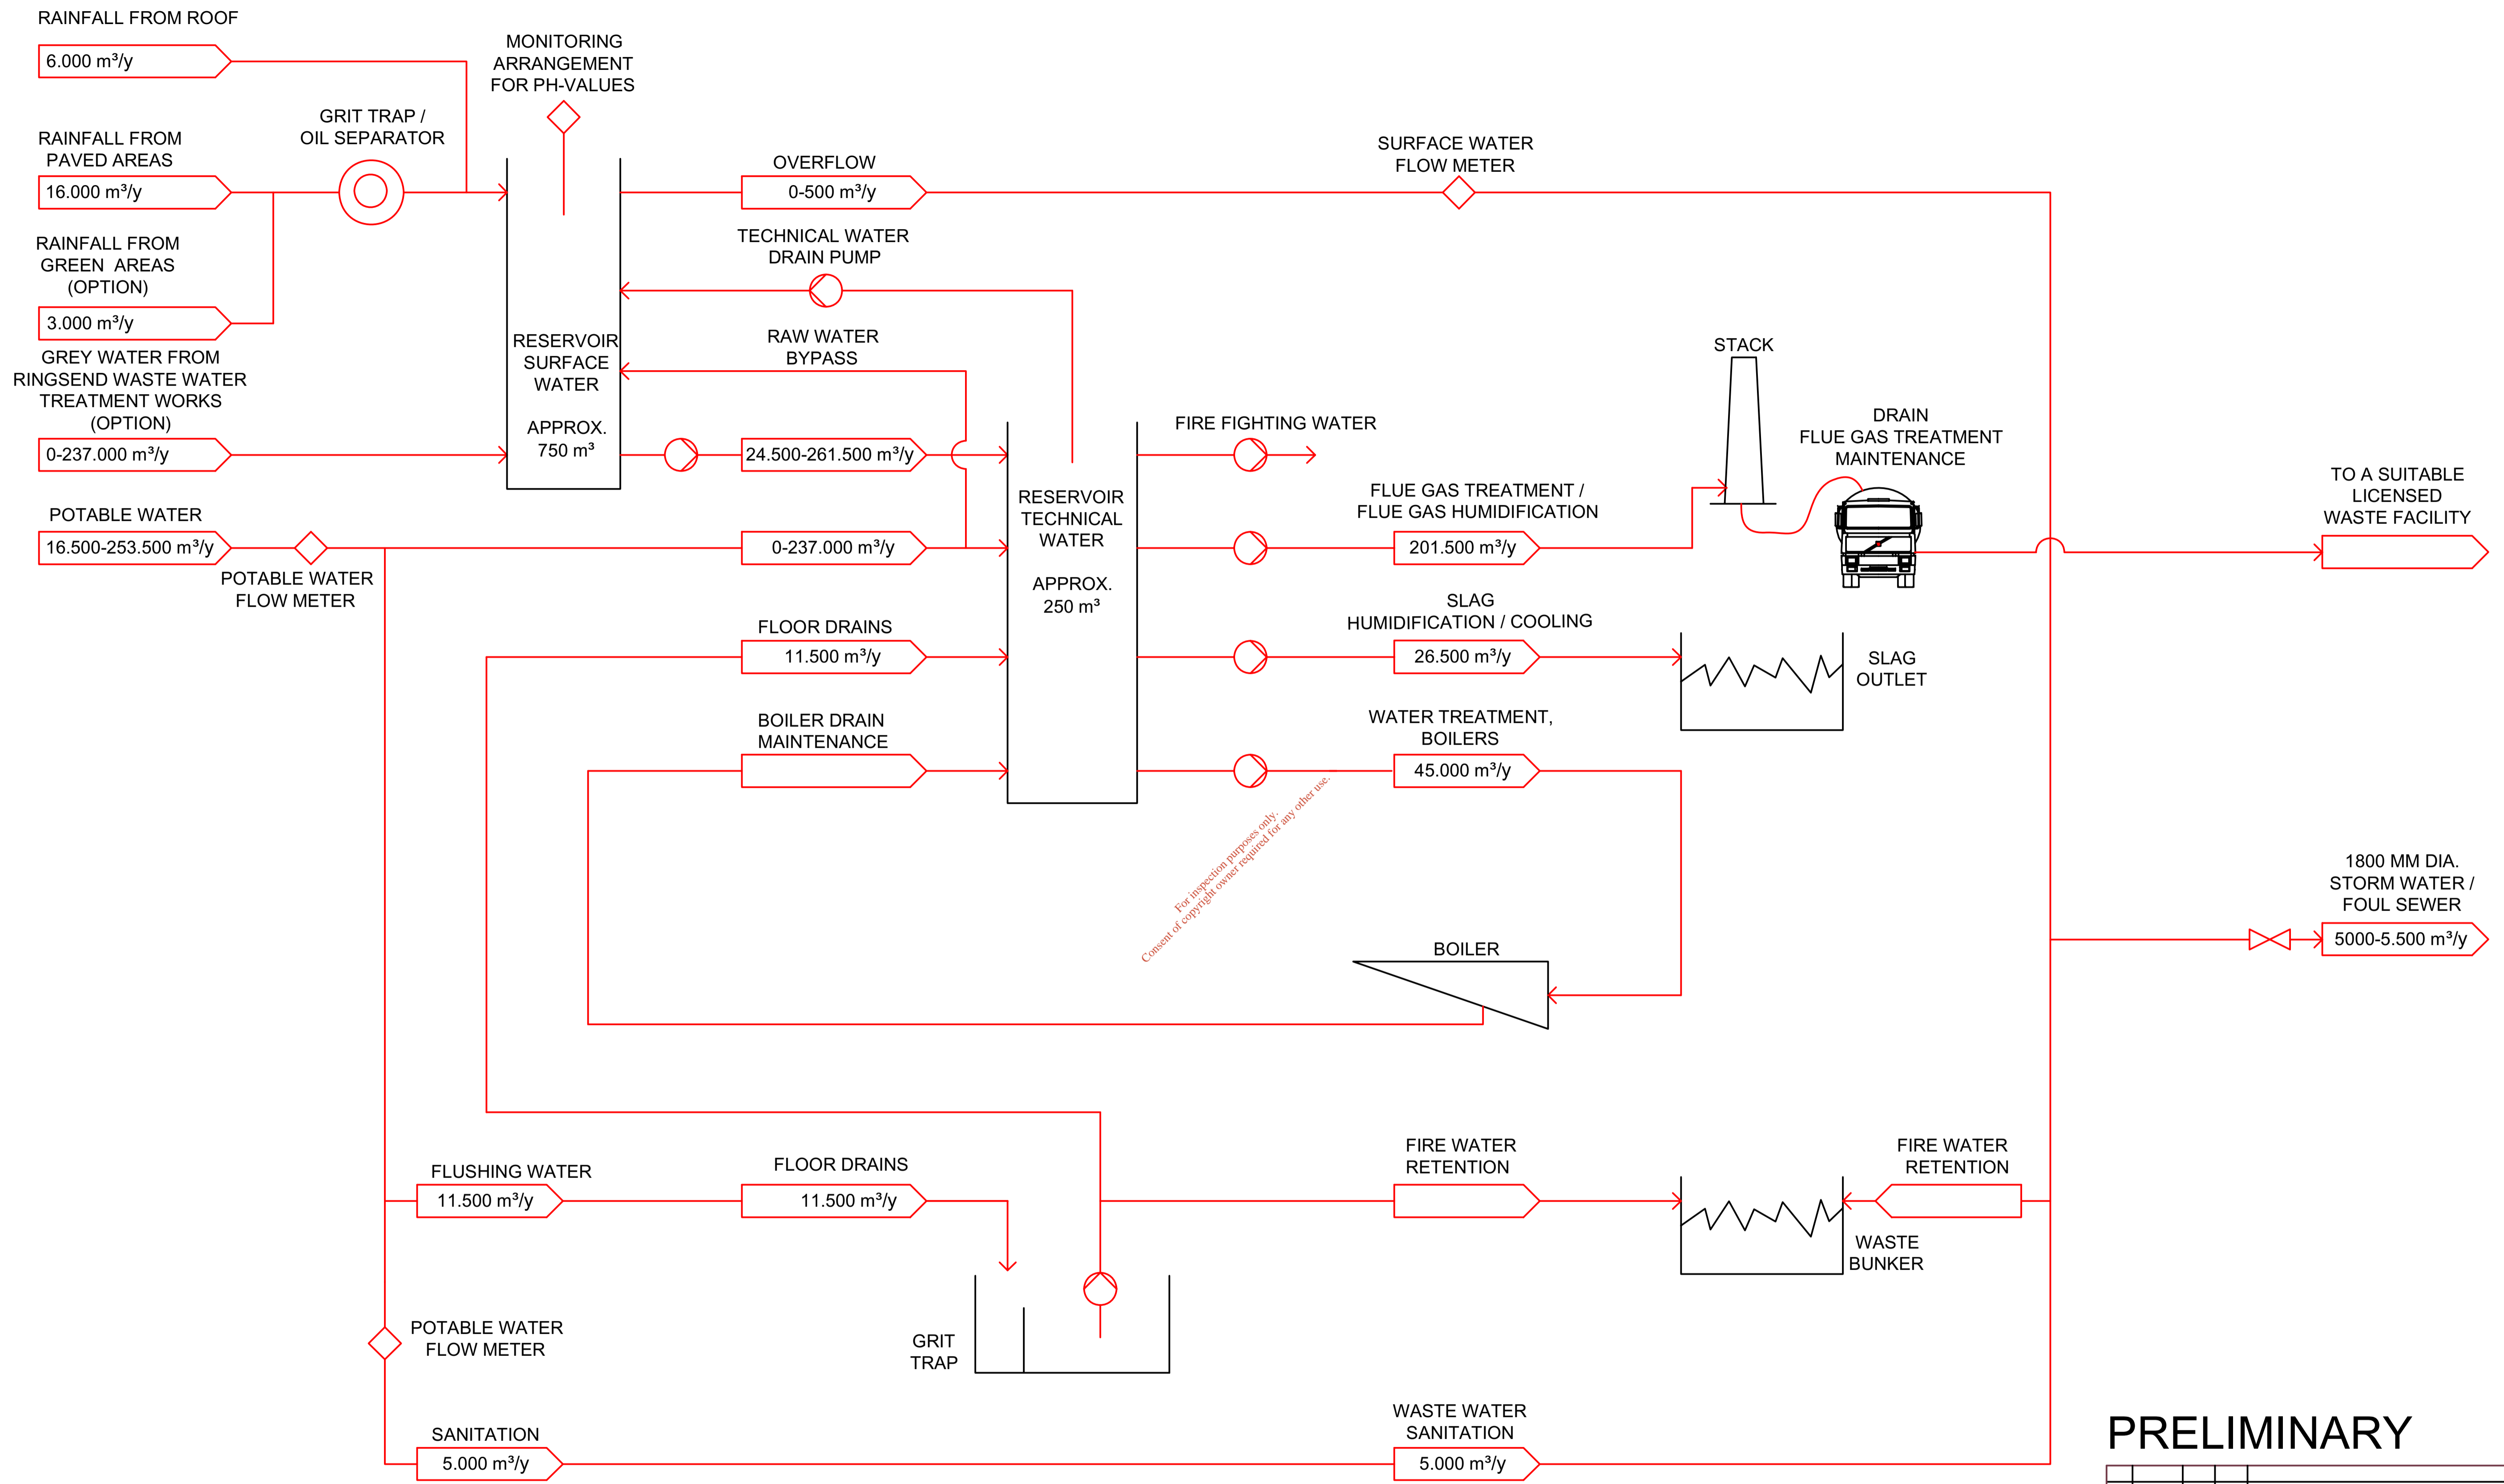 RAINFALL FROM ROOF
6.000 m³/y
MONITORING
ARRANGEMENT
FOR PH-VALUES
GRIT TRAP /
OIL SEPARATOR
RAINFALL FROM
PAVED AREAS
16.000 m³/y
OVERFLOW
0-500 m³/y
SURFACE WATER
FLOW METER
RAINFALL FROM
GREEN AREAS
(OPTION)
3.000 m³/y
TECHNICAL WATER
DRAIN PUMP
RAW WATER
BYPASS
RESERVOIR
SURFACE
WATER
APPROX.
750 m³
GREY WATER FROM
RINGSEND WASTE WATER
TREATMENT WORKS
(OPTION)
0-237.000 m³/y
24.500-261.500 m³/y
FIRE FIGHTING WATER
STACK
DRAIN
FLUE GAS TREATMENT
MAINTENANCE
TO A SUITABLE
LICENSED
WASTE FACILITY
POTABLE WATER
16.500-253.500 m³/y
POTABLE WATER
FLOW METER
0-237.000 m³/y
RESERVOIR
TECHNICAL
WATER
APPROX.
250 m³
FLUE GAS TREATMENT /
FLUE GAS HUMIDIFICATION
201.500 m³/y
FLOOR DRAINS
11.500 m³/y
SLAG
HUMIDIFICATION / COOLING
26.500 m³/y
SLAG
OUTLET
BOILER DRAIN
MAINTENANCE
WATER TREATMENT,
BOILERS
45.000 m³/y
For inspection purposes only.
Consent of copyright owner required for any other use.
BOILER
1800 MM DIA.
STORM WATER /
FOUL SEWER
5000-5.500 m³/y
FLUSHING WATER
11.500 m³/y
FLOOR DRAINS
11.500 m³/y
FIRE WATER
RETENTION
FIRE WATER
RETENTION
WASTE
BUNKER
POTABLE WATER
FLOW METER
GRIT
TRAP
SANITATION
5.000 m³/y
WASTE WATER
SANITATION
5.000 m³/y
PRELIMINARY